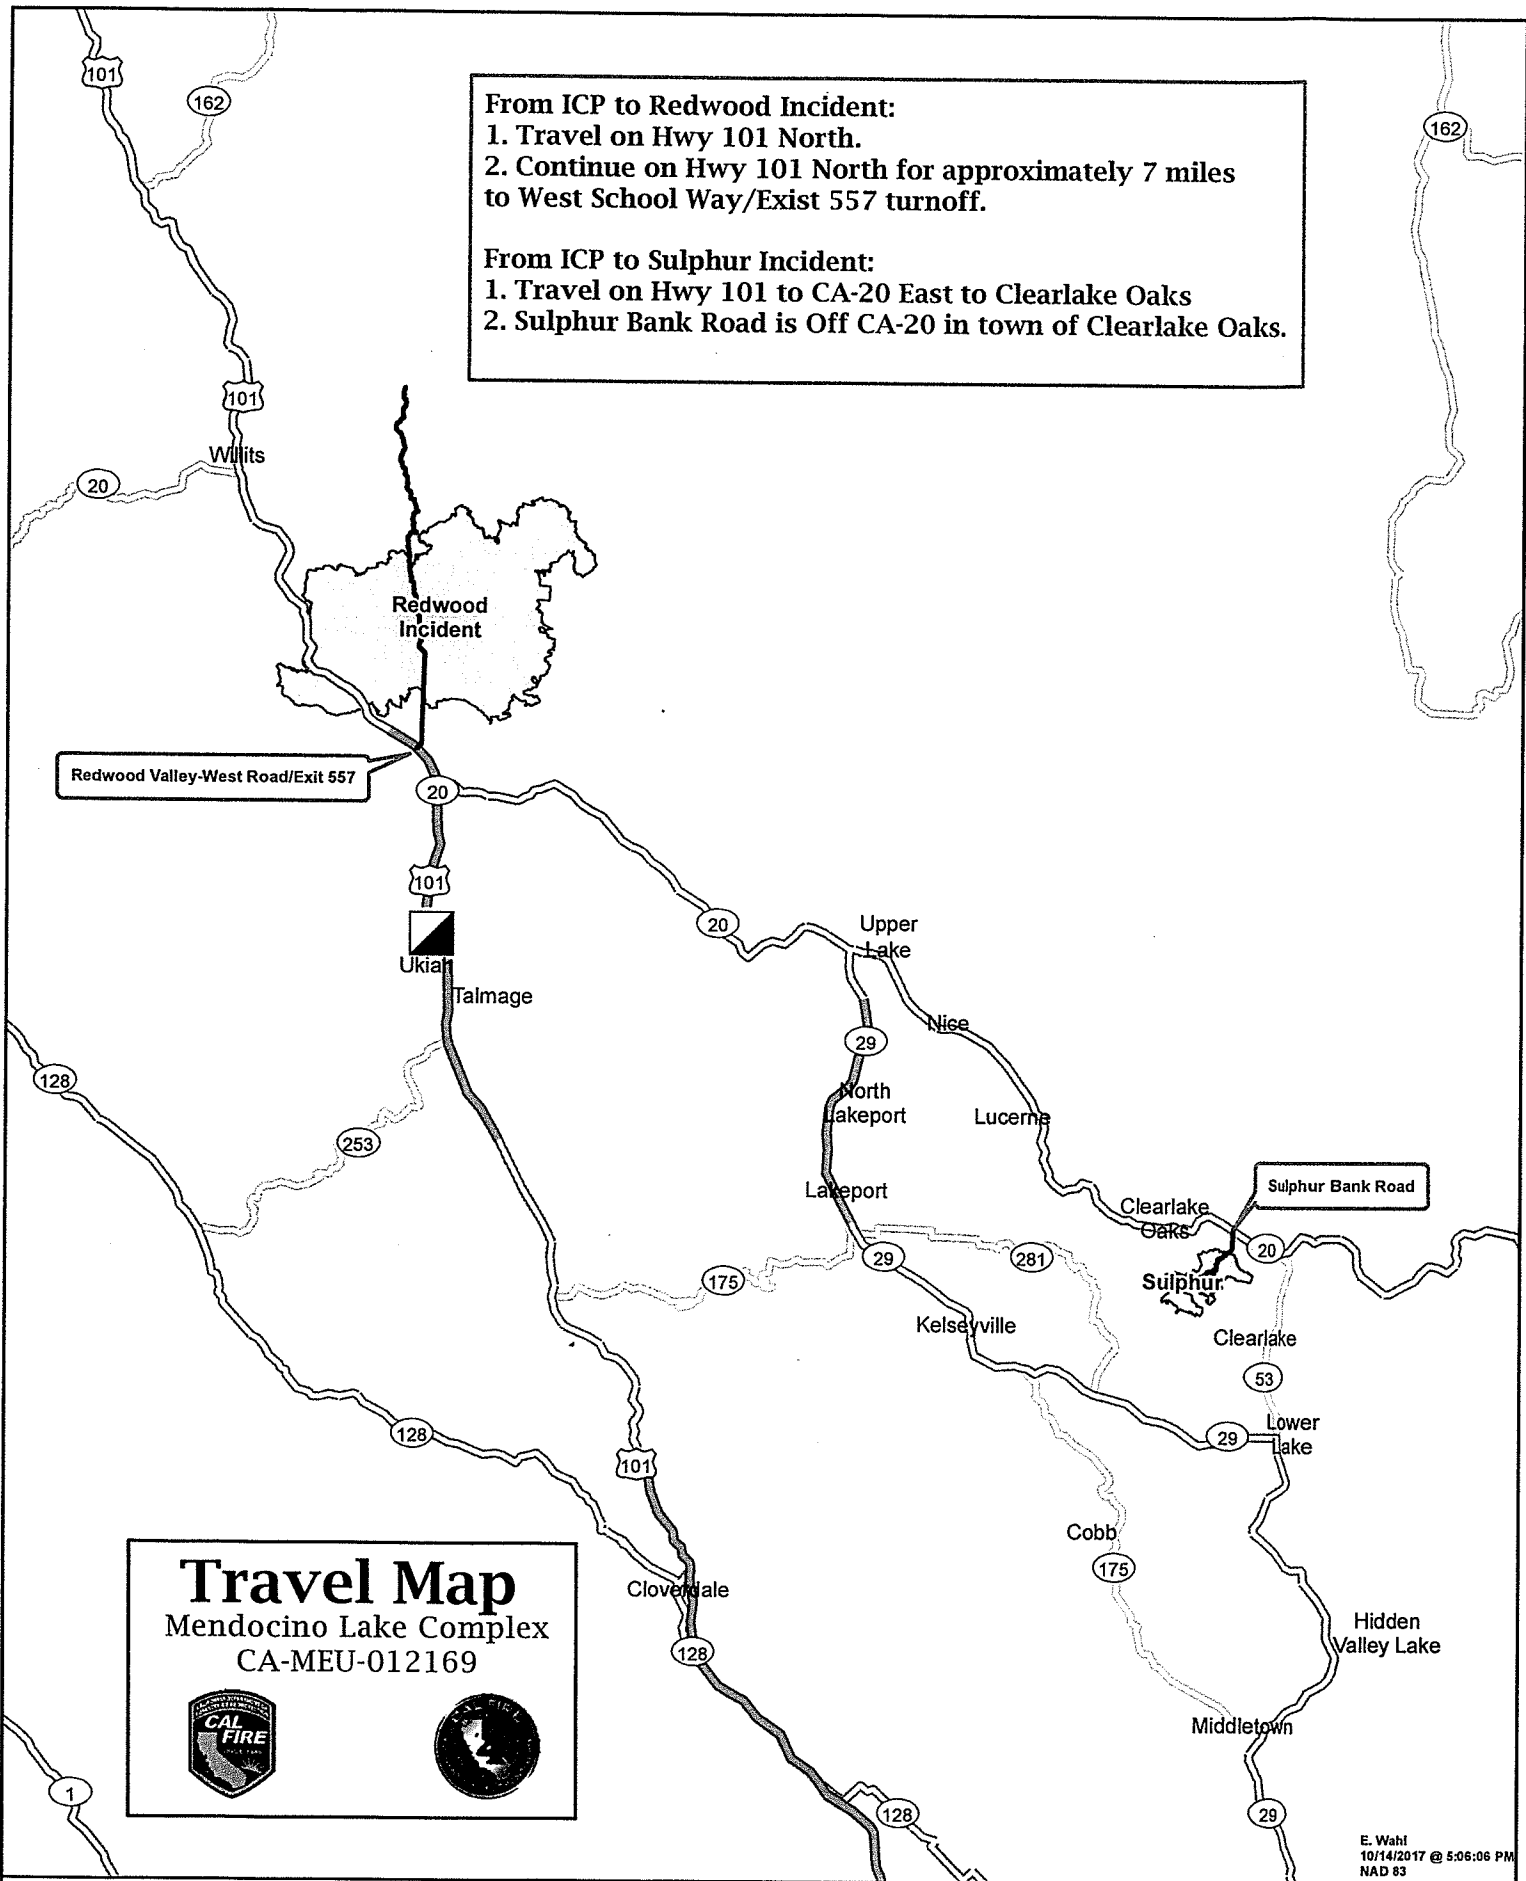 101
162
From ICP to Redwood Incident:
1. Travel on Hwy 101 North.
2. Continue on Hwy 101 North for approximately 7 miles
to West School Way/Exist 557 turnoff.
From ICP to Sulphur Incident:
1. Travel on Hwy 101 to CA-20 East to Clearlake Oaks
2. Sulphur Bank Road is Off CA-20 in town of Clearlake Oaks.
162
101
Willits
20
Redwood
Incident
Redwood Valley-West Road/Exit 557
20
101
Ukiah
Talmage
20
Upper
Lake
Nice
29
North
Lakeport
Lucerne
128
253
Lakeport
Clearlake
Oaks
Sulphur Bank Road
20
29
281
175
Sulphur
Kelseyville
Clearlake
53
128
29
Lower
Lake
101
Cobb
175
Cloverdale
128
Hidden
Valley Lake
Middletown
Travel Map
Mendocino Lake Complex
CA-MEU-012169
CAL
FIRE
4
1
128
29
E. Wahl
10/14/2017 @ 5:06:06 PM
NAD 83